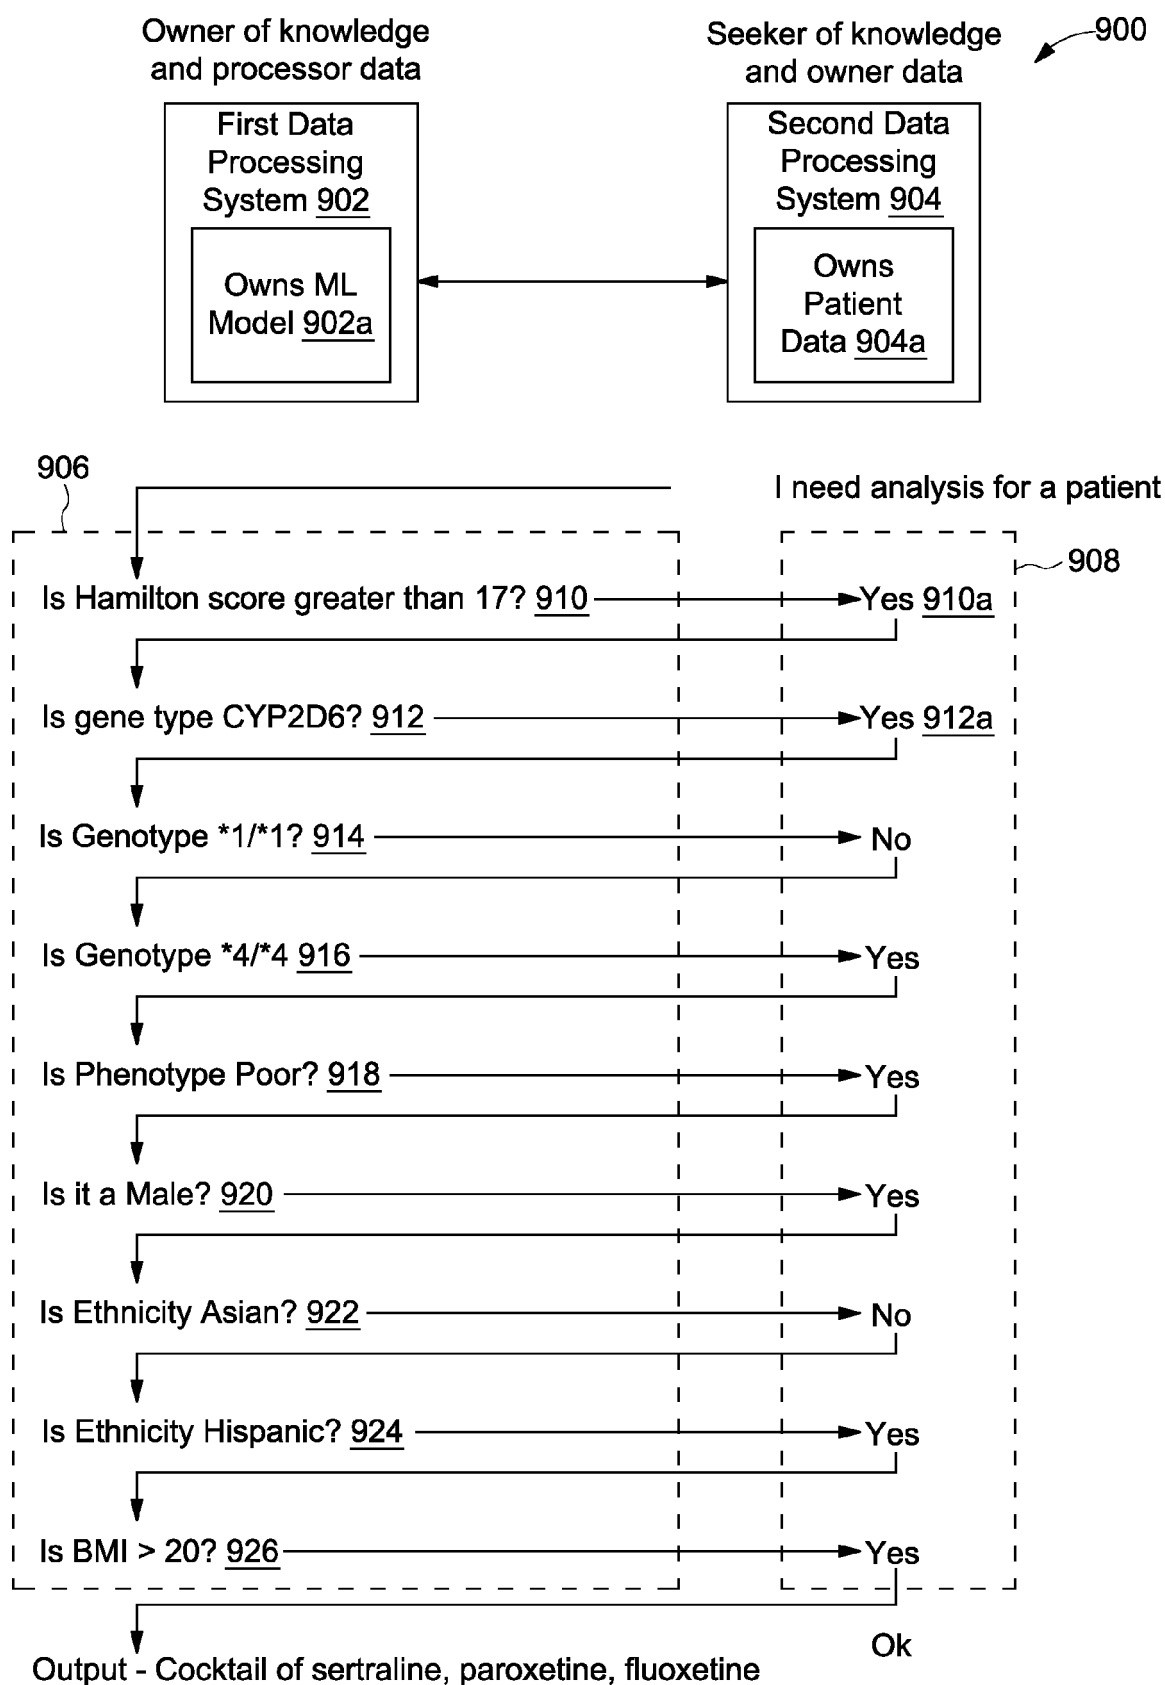 Owner of knowledge
and processor data
Seeker of knowledge
and owner data
900
First Data
Processing
System 902
Owns ML
Model 902a
Second Data
Processing
System 904
Owns
Patient
Data 904a
906
I need analysis for a patient
908
Is Hamilton score greater than 17? 910
Yes 910a
Is gene type CYP2D6? 912
Yes 912a
Is Genotype *1/*1? 914
No
Is Genotype *4/*4 916
Yes
Is Phenotype Poor? 918
Yes
Is it a Male? 920
Yes
Is Ethnicity Asian? 922
No
Is Ethnicity Hispanic? 924
Yes
Is BMI > 20? 926
Yes
Ok
Output - Cocktail of sertraline, paroxetine, fluoxetine